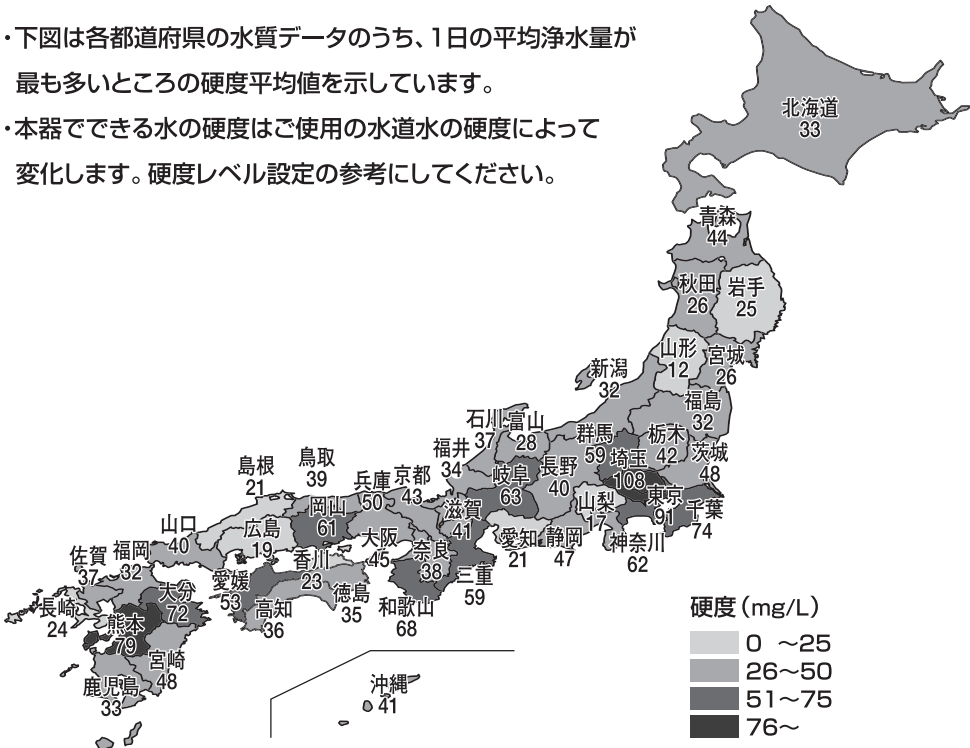 ・下図は各都道府県の水質データのうち、1日の平均浄水量が
最も多いところの硬度平均値を示しています。
・本器でできる水の硬度はご使用の水道水の硬度によって
変化します。硬度レベル設定の参考にしてください。
北海道
33
青森
44
秋田
26
岩手
25
山形
12
宮城
26
新潟
32
福島
32
石川
37
富山
28
群馬
59
栃木
42
茨城
48
福井
34
岐阜
63
長野
40
埼玉
108
東京
91
千葉
74
山梨
17
神奈川
62
島根
21
鳥取
39
兵庫
50
京都
43
滋賀
41
愛知
21
静岡
47
岡山
61
広島
19
山口
40
大阪
45
奈良
38
三重
59
和歌山
68
香川
23
徳島
35
愛媛
53
高知
36
佐賀
37
福岡
32
大分
72
長崎
24
熊本
79
宮崎
48
鹿児島
33
沖縄
41
硬度(mg/L)
0 ～25
26～50
51～75
76～